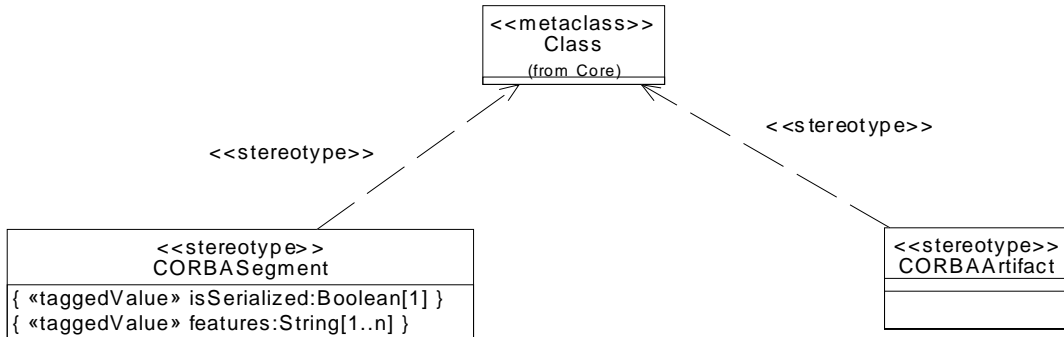 <<metaclass>>
Class
(from Core)
<<stereotype>>
<<stereotype>>
<<stereotype>>
CORBASegment
{ «taggedValue» isSerialized:Boolean[1] }
{ «taggedValue» features:String[1..n] }
<<stereotype>>
CORBAArtifact